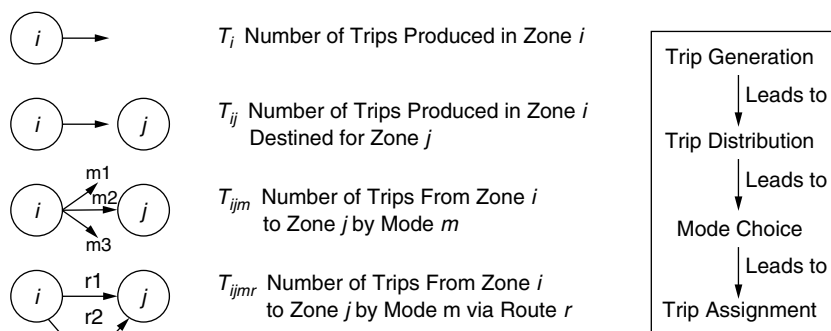 i
T_i Number of Trips Produced in Zone i
i j
T_ij Number of Trips Produced in Zone i
Destined for Zone j
m1
i m2 j
m3
T_ijm Number of Trips From Zone i
to Zone j by Mode m
i r1 j
r2
T_ijmr Number of Trips From Zone i
to Zone j by Mode m via Route r
Trip Generation
Leads to
Trip Distribution
Leads to
Mode Choice
Leads to
Trip Assignment